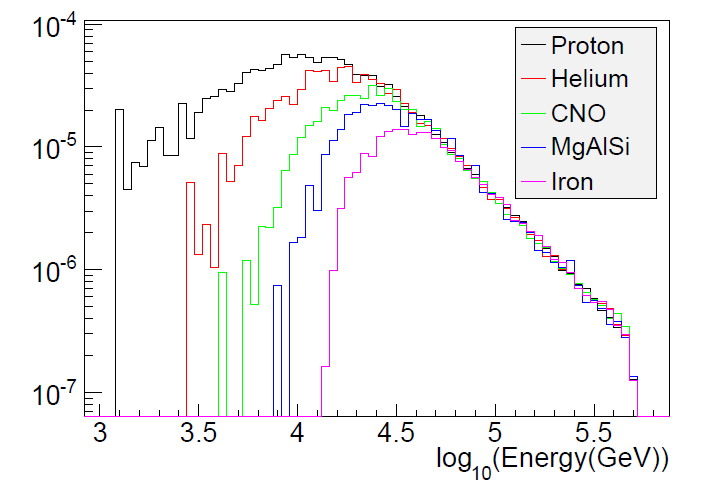 10-4
10-5
10-6
10-7
Proton
Helium
CNO
MgAlSi
Iron
3 3.5 4 4.5 5 5.5
log10(Energy(GeV))